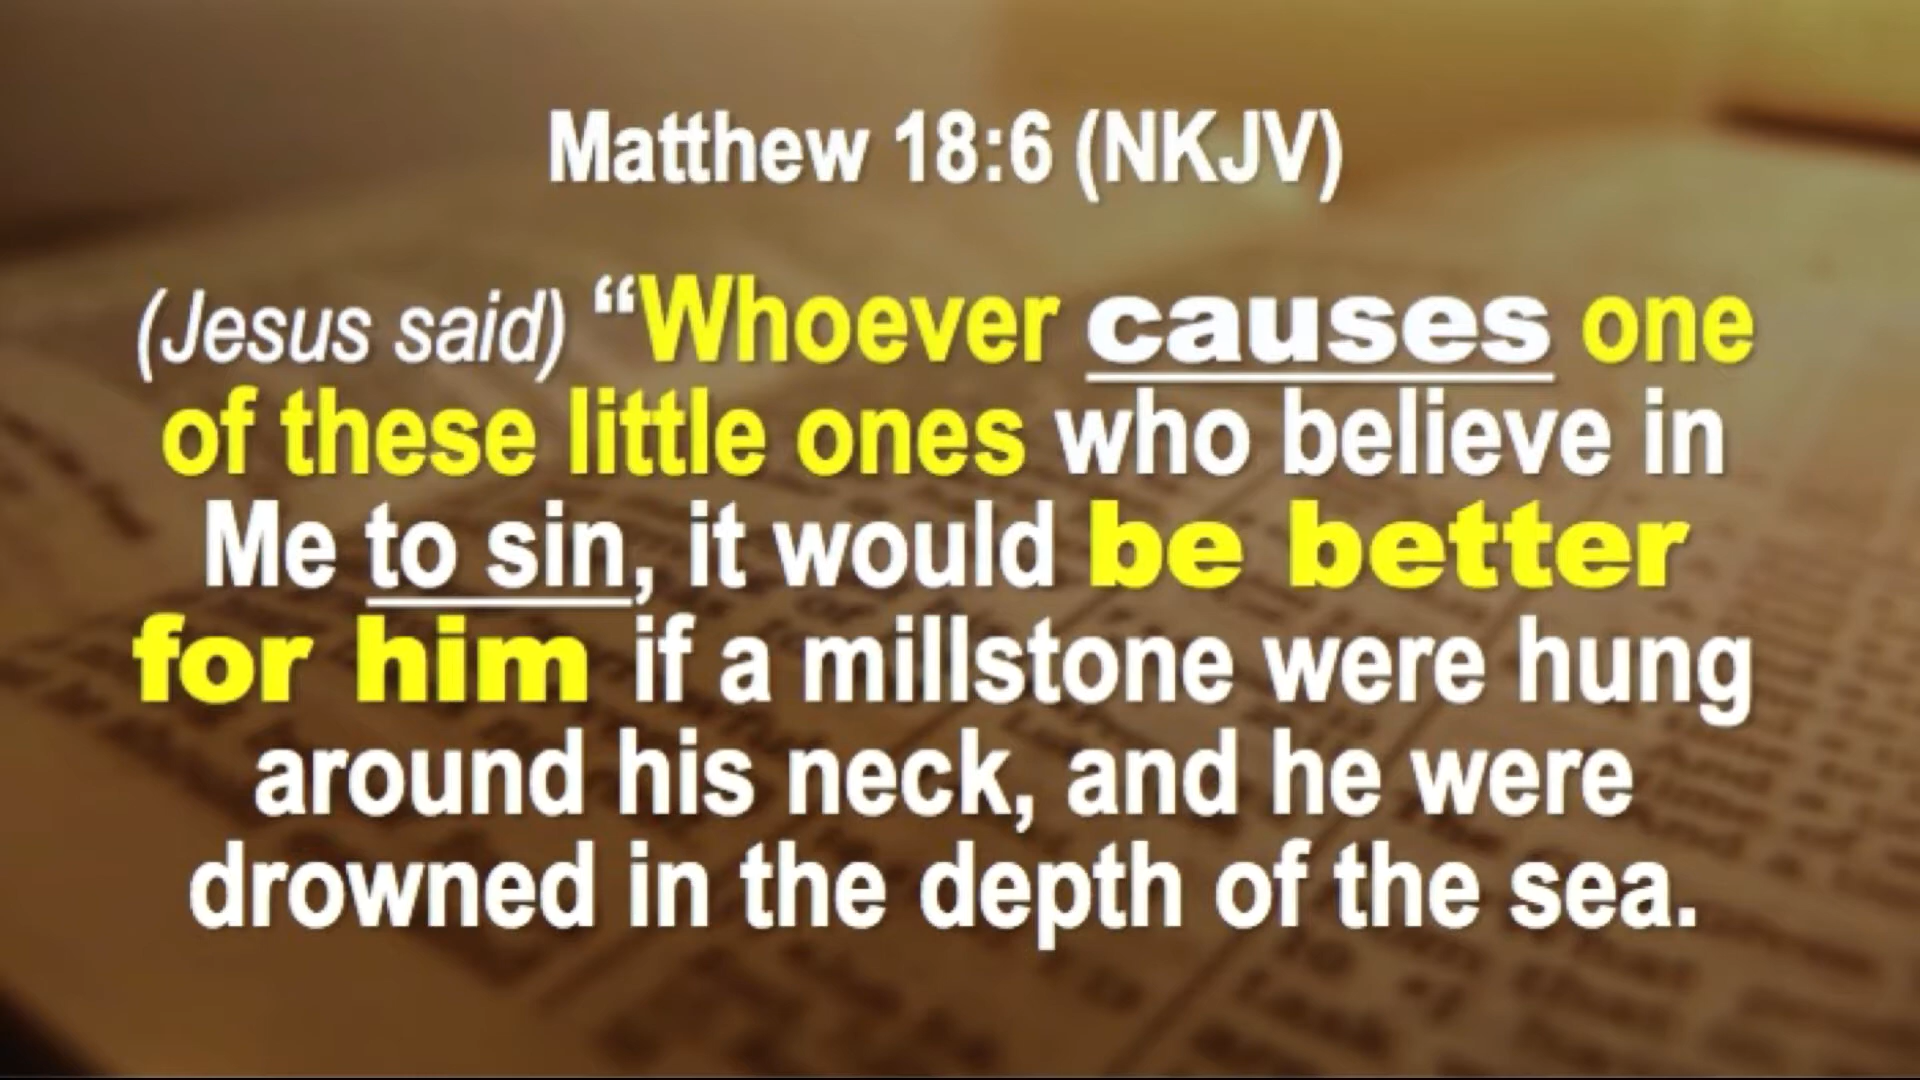 Matthew 18:6 (NKJV)
(Jesus said) “Whoever causes one
of these little ones who believe in
Me to sin, it would be better
for him if a millstone were hung
around his neck, and he were
drowned in the depth of the sea.